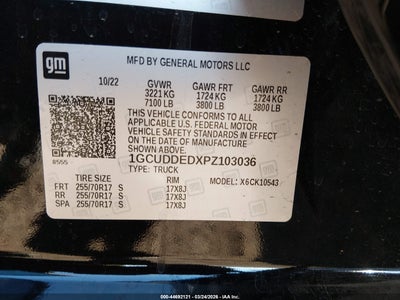 gm
MFD BY GENERAL MOTORS LLC
10/22 GVWR GAWR FRT GAWR RR
3221 KG 1724 KG 1724 KG
7100 LB 3800 LB 3800 LB
THIS VEHICLE CONFORMS TO ALL APPLICABLE
U.S. FEDERAL MOTOR VEHICLE SAFETY
STANDARDS IN EFFECT
ON THE DATE OF MANUFACTURE SHOWN ABOVE.
8555 1GCUDDEDXPZ103036
TYPE: TRUCK
TIRE SIZE RIM MODEL: X6CK10543
FRT 255/70R17 S 17X8J
RR 255/70R17 S 17X8J
SPA 255/70R17 S 17X8J
000-44692121 - 03/24/2026 - IAAI.COM